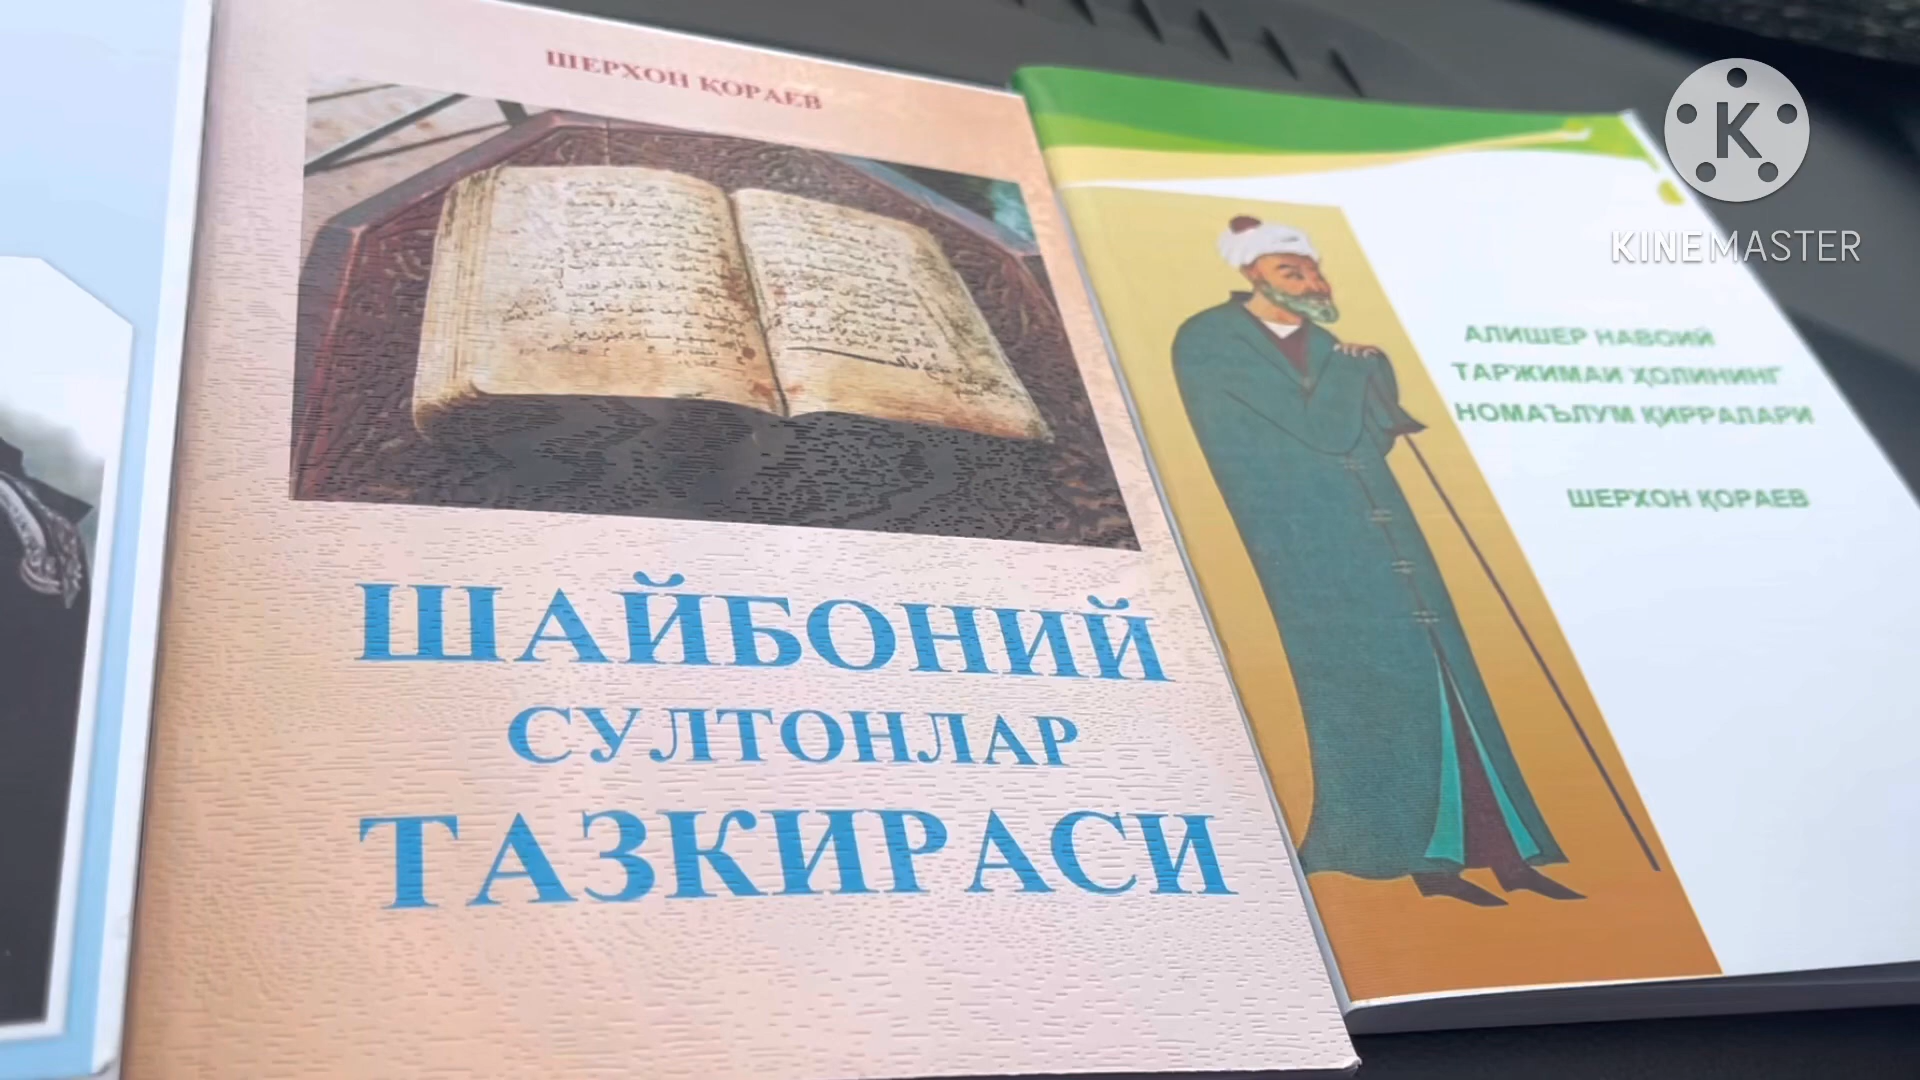 ШЕРХОН ҚОРАЕВ
ШАЙБОНИЙ
СУЛТОНЛАР
ТАЗКИРАСИ
АЛИШЕР НАВОИЙ
ТАРЖИМАИ ҲОЛИНИНГ
НОМАЪЛУМ ҚИРРАЛАРИ
ШЕРХОН ҚОРАЕВ
K
KINEMASTER